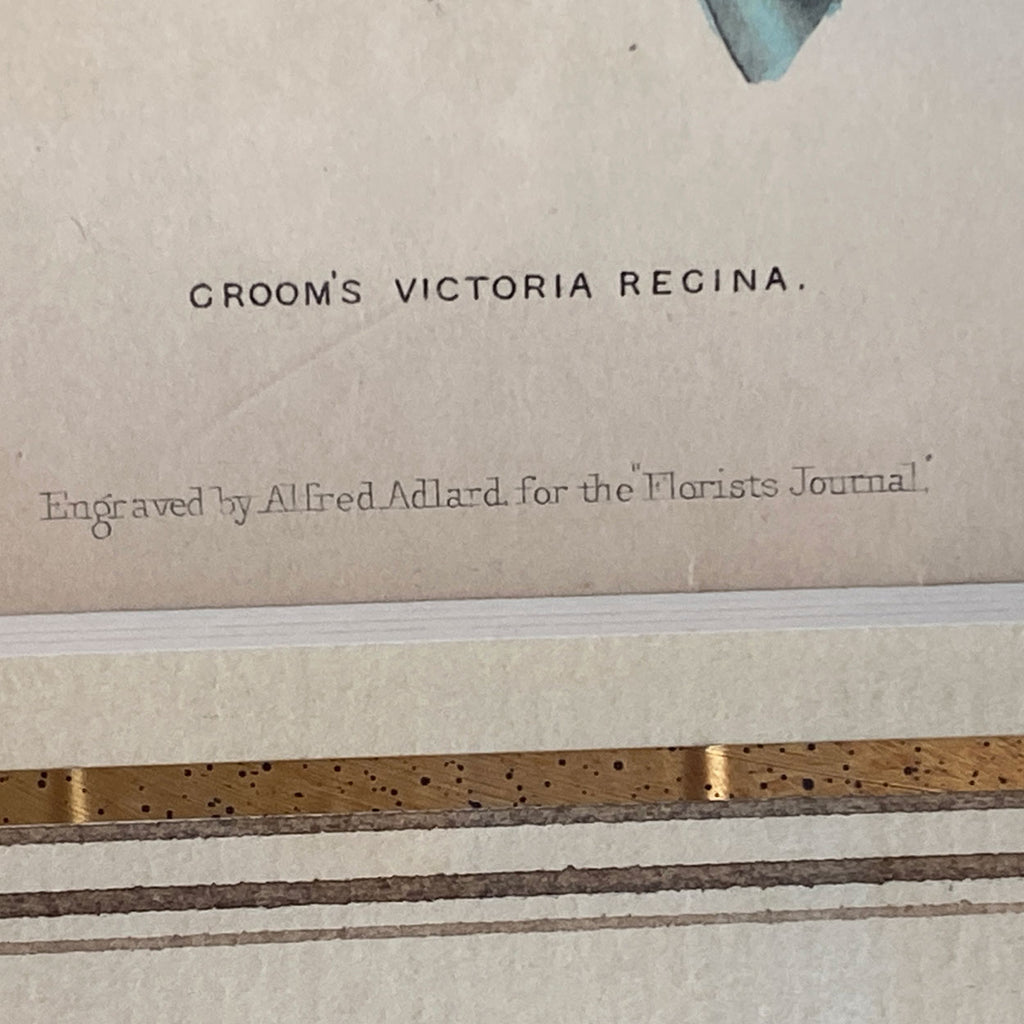 GROOM'S VICTORIA REGINA.
Engraved by Alfred Adlard for the "Florists Journal."